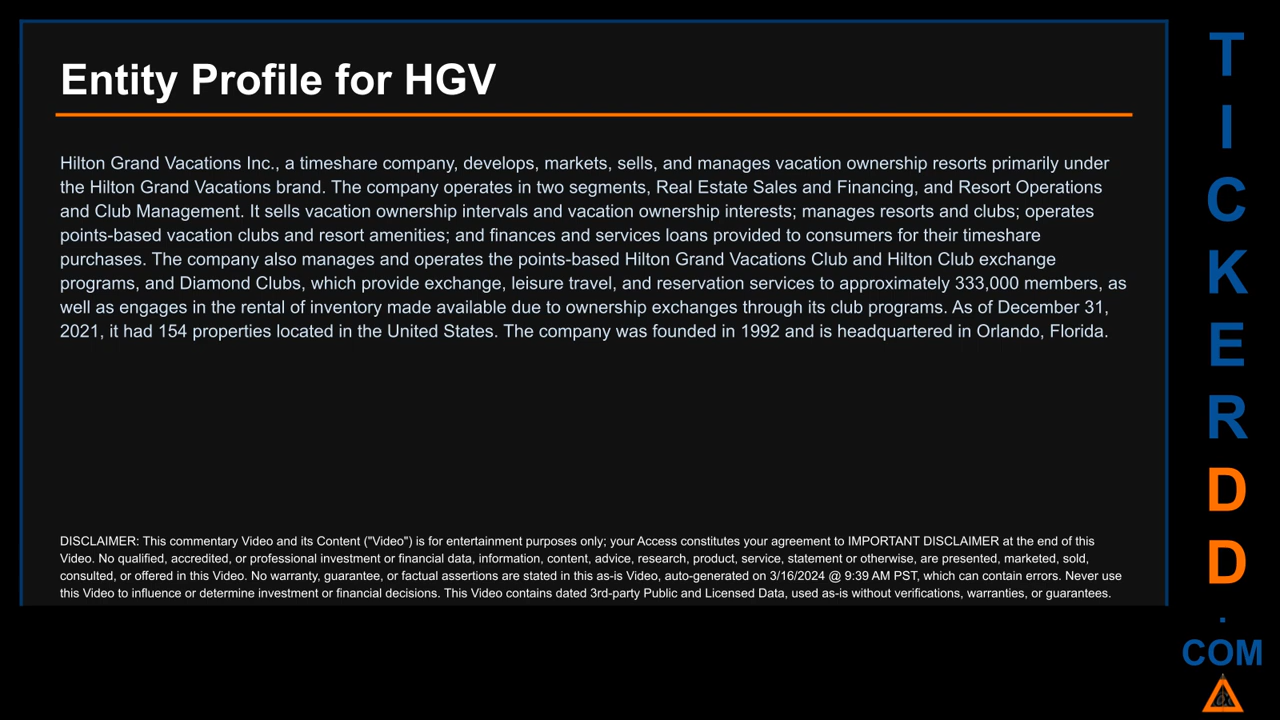 Entity Profile for HGV
Hilton Grand Vacations Inc., a timeshare company, develops, markets, sells, and manages vacation ownership resorts primarily under
the Hilton Grand Vacations brand. The company operates in two segments, Real Estate Sales and Financing, and Resort Operations
and Club Management. It sells vacation ownership intervals and vacation ownership interests; manages resorts and clubs; operates
points-based vacation clubs and resort amenities; and finances and services loans provided to consumers for their timeshare
purchases. The company also manages and operates the points-based Hilton Grand Vacations Club and Hilton Club exchange
programs, and Diamond Clubs, which provide exchange, leisure travel, and reservation services to approximately 333,000 members, as
well as engages in the rental of inventory made available due to ownership exchanges through its club programs. As of December 31,
2021, it had 154 properties located in the United States. The company was founded in 1992 and is headquartered in Orlando, Florida.
DISCLAIMER: This commentary Video and its Content ("Video") is for entertainment purposes only; your Access constitutes your agreement to IMPORTANT DISCLAIMER at the end of this
Video. No qualified, accredited, or professional investment or financial data, information, content, advice, research, product, service, statement or otherwise, are presented, marketed, sold,
consulted, or offered in this Video. No warranty, guarantee, or factual assertions are stated in this as-is Video, auto-generated on 3/16/2024 @ 9:39 AM PST, which can contain errors. Never use
this Video to influence or determine investment or financial decisions. This Video contains dated 3rd-party Public and Licensed Data, used as-is without verifications, warranties, or guarantees.
T
I
C
K
E
R
D
D
.
COM